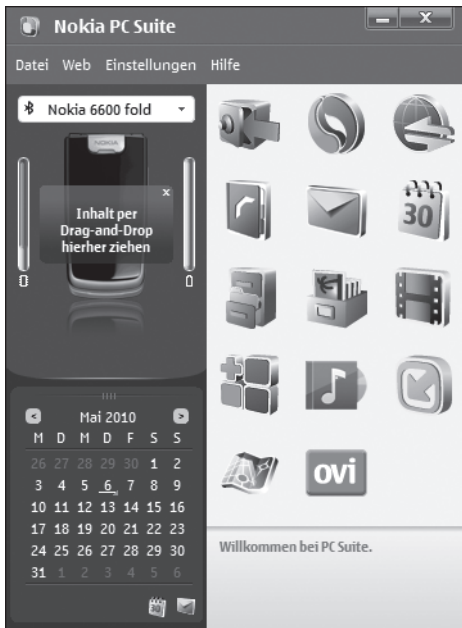 Nokia PC Suite
Datei Web Einstellungen Hilfe
Nokia 6600 fold
NOKIA
Inhalt per
Drag-and-Drop
hierher ziehen
x
30
ovi
Mai 2010
M D M D F S S
26 27 28 29 30 1 2
3 4 5 6 7 8 9
10 11 12 13 14 15 16
17 18 19 20 21 22 23
24 25 26 27 28 29 30
31 1 2 3 4 5 6
Willkommen bei PC Suite.